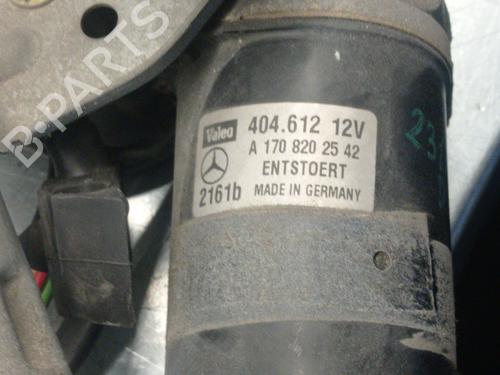 Valeo 404.612 12V
A 170 820 25 42
ENTSTOERT
2161b MADE IN GERMANY
B-PARTS